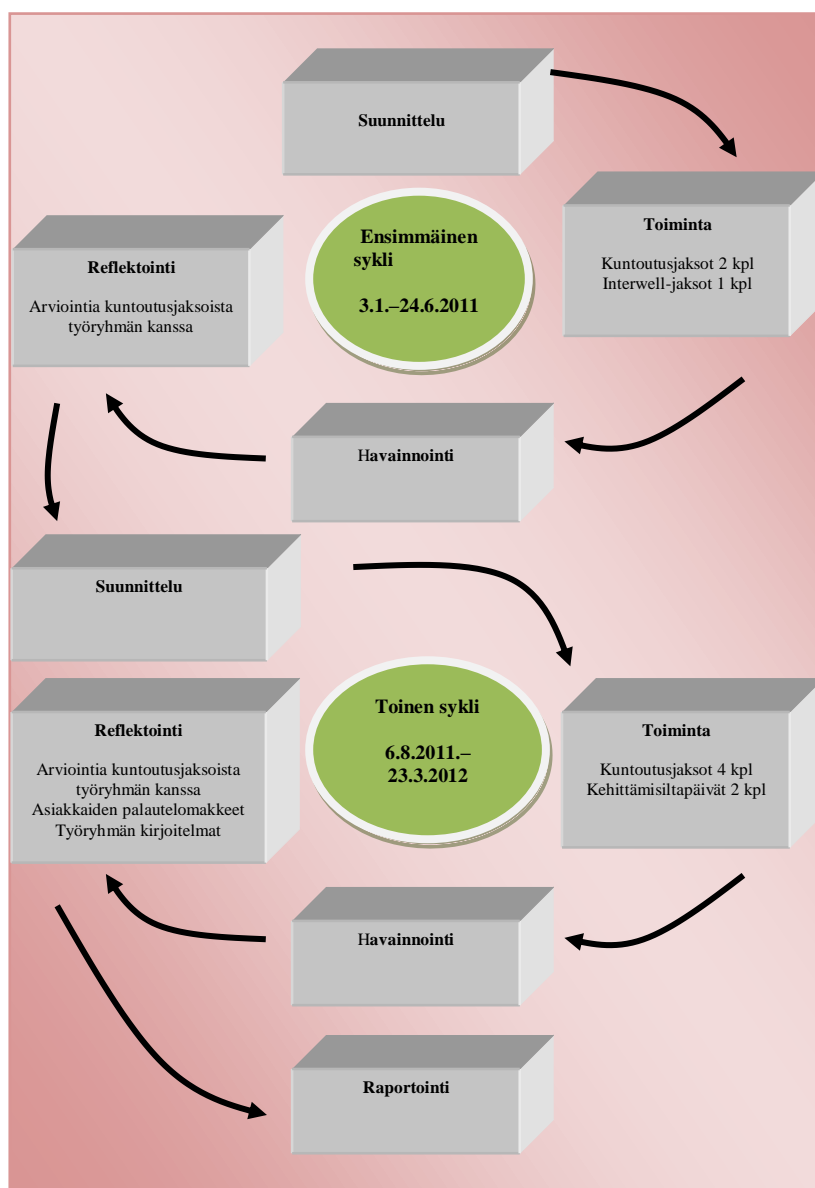 Suunnittelu
Ensimmäinen
sykli
3.1.–24.6.2011
Toiminta
Kuntoutusjaksot 2 kpl
Interwell-jaksot 1 kpl
Reflektointi
Arviointia kuntoutusjaksoista
työryhmän kanssa
Havainnointi
Suunnittelu
Toinen sykli
6.8.2011.–
23.3.2012
Toiminta
Kuntoutusjaksot 4 kpl
Kehittämisiltapäivät 2 kpl
Reflektointi
Arviointia kuntoutusjaksoista
työryhmän kanssa
Asiakkaiden palautelomakkeet
Työryhmän kirjoitelmat
Havainnointi
Raportointi